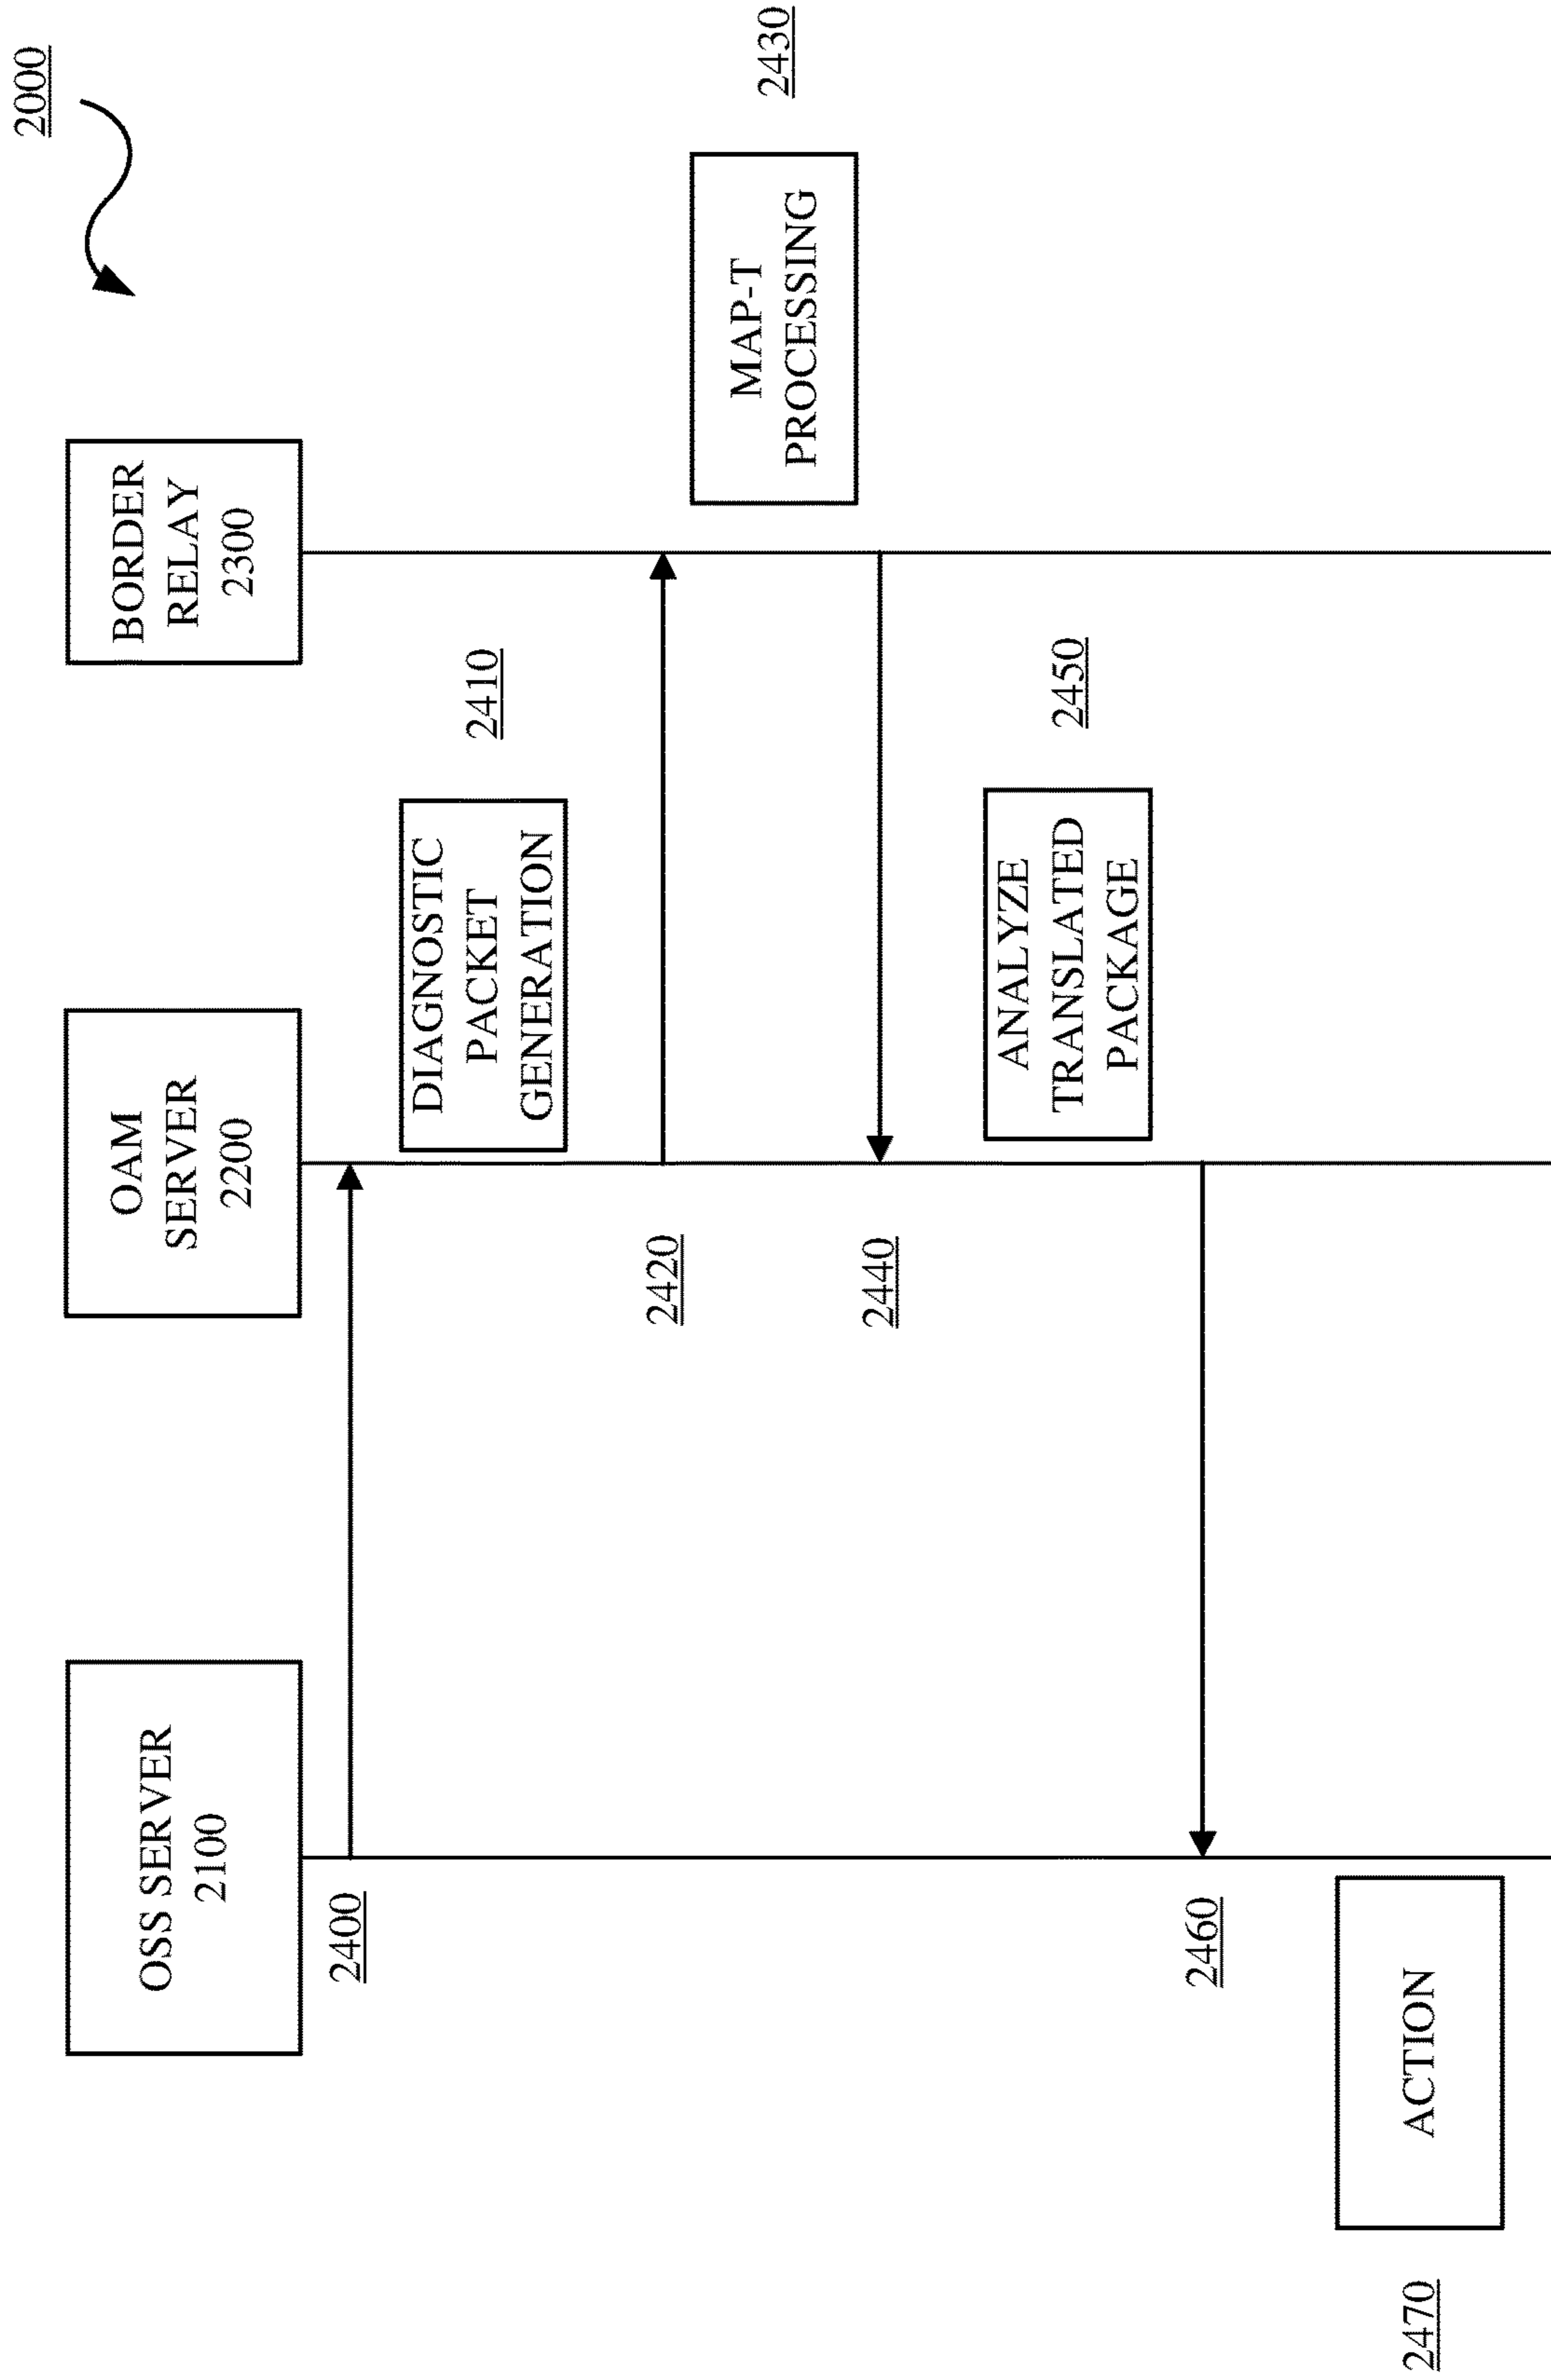 2000
OSS SERVER
2100
OAM
SERVER
2200
BORDER
RELAY
2300
2400
DIAGNOSTIC
PACKET
GENERATION
2410
2420
MAP-T
PROCESSING
2430
2440
ANALYZE
TRANSLATED
PACKAGE
2450
2460
ACTION
2470